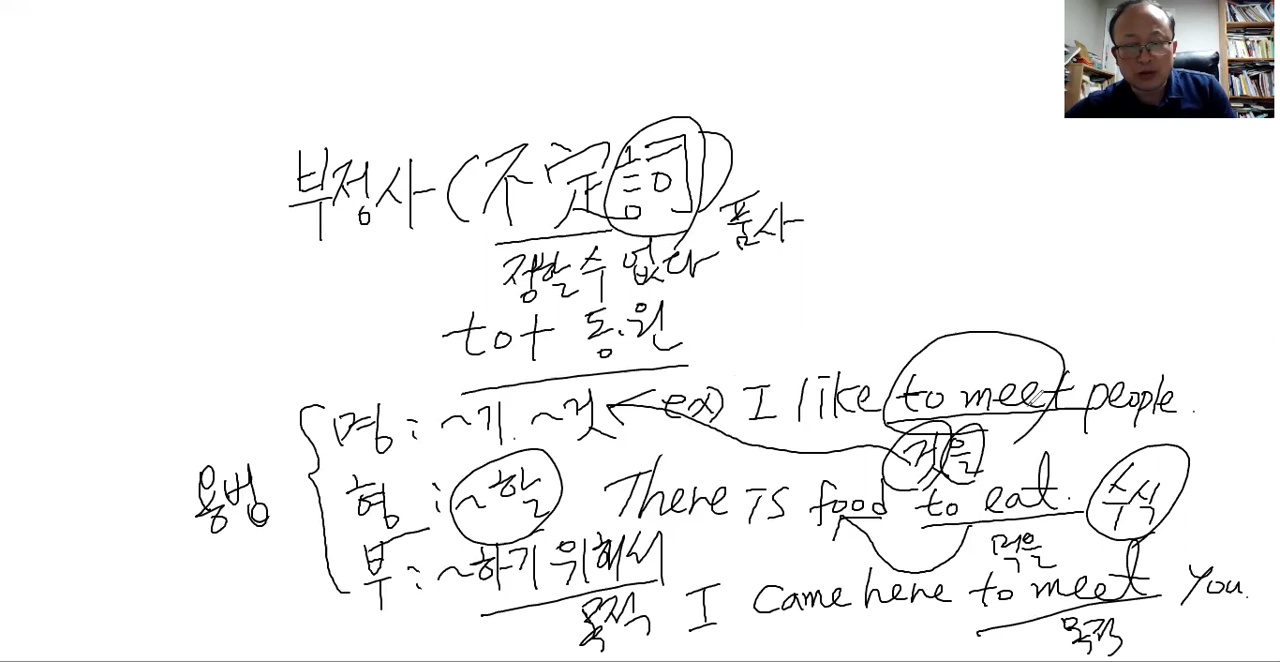 부정사(不定詞) 품사
정할 수 없다
to + 동.원
용법
명 : ~기. ~것 ex) I like to meet people.
기 를
형 : ~할 There is food to eat. 수식
먹을
부 : ~하기 위해서 I came here to meet you.
목적 목적